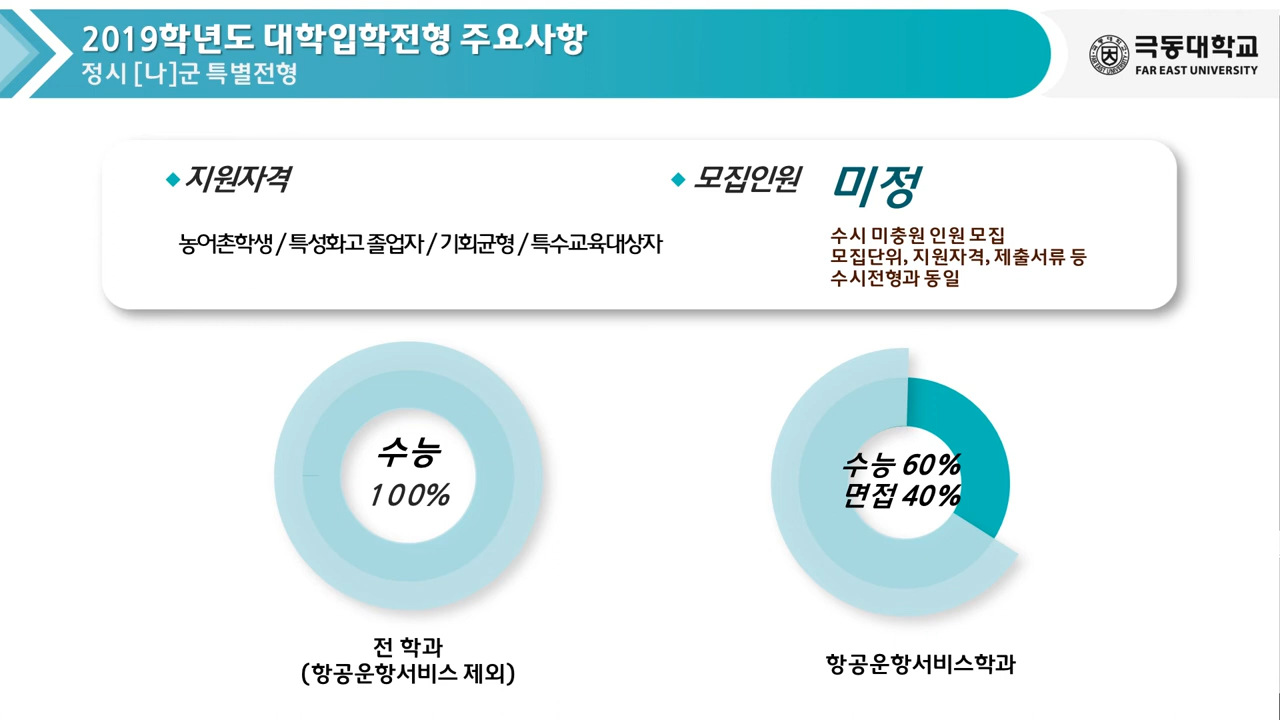 2019학년도 대학입학전형 주요사항
정시 [나]군 특별전형
극동대학교
FAR EAST UNIVERSITY
지원자격
농어촌학생 / 특성화고 졸업자 / 기회균형 / 특수교육대상자
모집인원 미정
수시 미충원 인원 모집
모집단위, 지원자격, 제출서류 등
수시전형과 동일
수능
100%
전 학과
(항공운항서비스 제외)
수능 60%
면접 40%
항공운항서비스학과